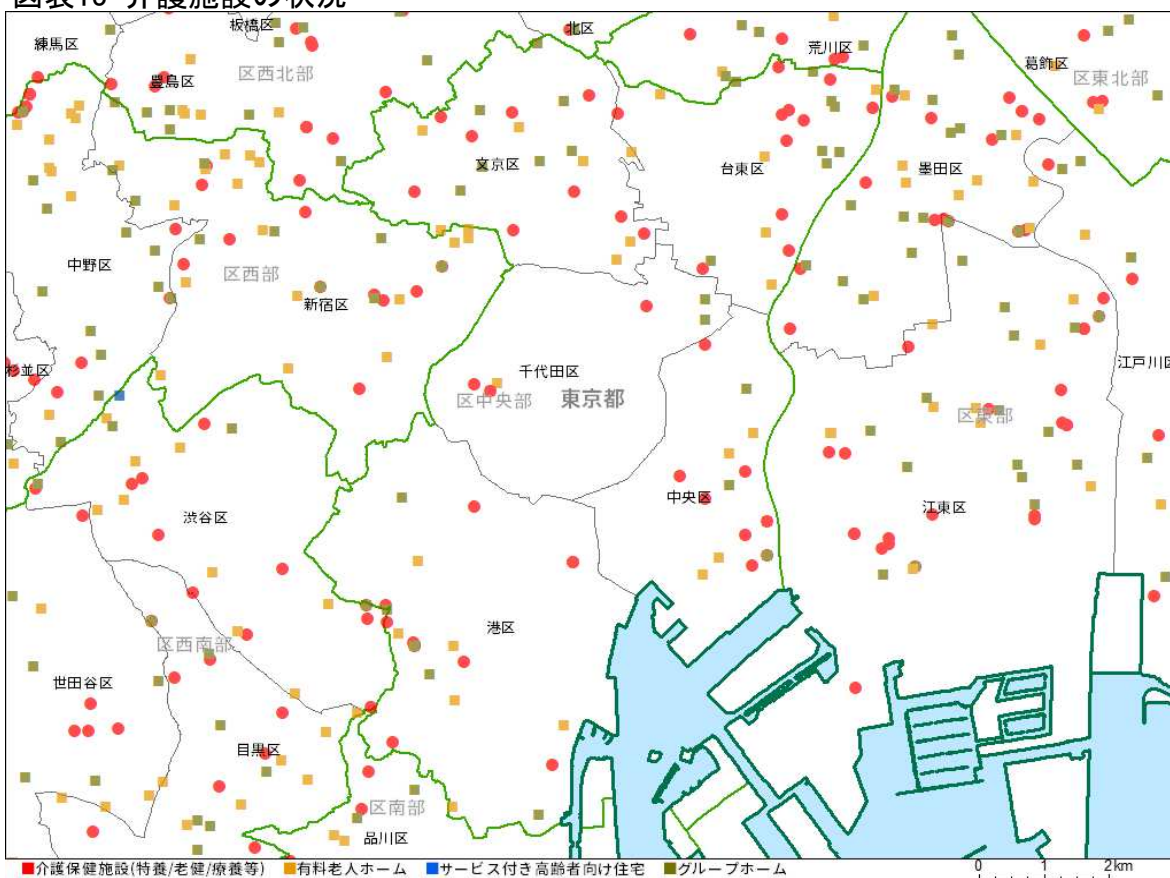 図表10 介護施設の状況
板橋区
北区
練馬区
荒川区
葛飾区
区西北部
区東北部
豊島区
文京区
台東区
墨田区
中野区
区西部
新宿区
江戸川区
杉並区
千代田区
区中央部
東京都
区東部
中央区
江東区
渋谷区
港区
区西南部
世田谷区
目黒区
区南部
品川区
介護保健施設(特養/老健/療養等) 有料老人ホーム サービス付き高齢者向け住宅 グループホーム
0 1 2km